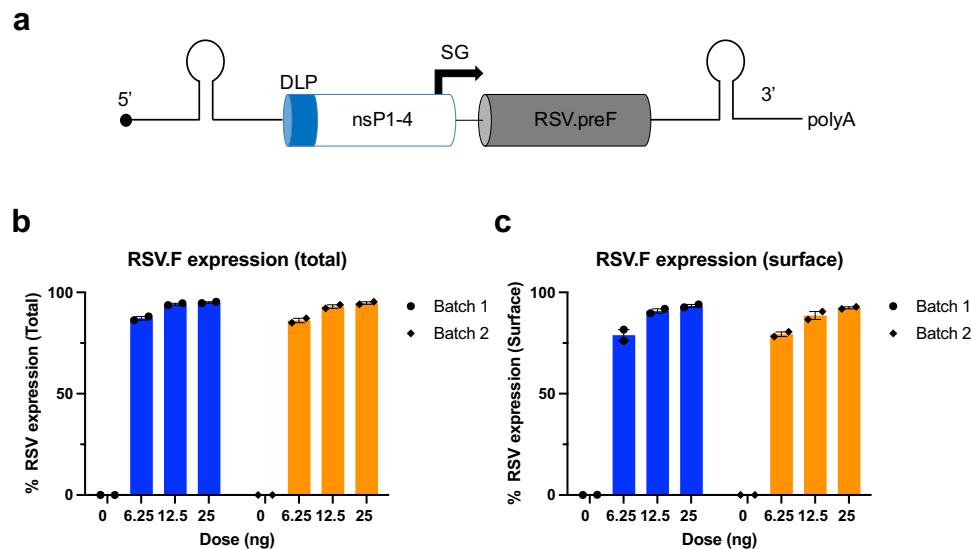 a
SG
DLP
5’
nsP1-4
RSV.preF
3’
polyA
b
RSV.F expression (total)
% RSV expression (Total)
100
50
0
0 6.25 12.5 25 0 6.25 12.5 25
Dose (ng)
Batch 1
Batch 2
c
RSV.F expression (surface)
% RSV expression (Surface)
100
50
0
0 6.25 12.5 25 0 6.25 12.5 25
Dose (ng)
Batch 1
Batch 2